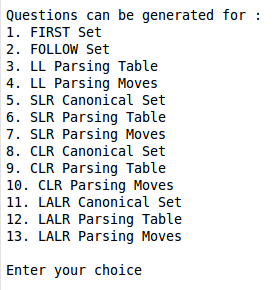 Questions can be generated for :
1. FIRST Set
2. FOLLOW Set
3. LL Parsing Table
4. LL Parsing Moves
5. SLR Canonical Set
6. SLR Parsing Table
7. SLR Parsing Moves
8. CLR Canonical Set
9. CLR Parsing Table
10. CLR Parsing Moves
11. LALR Canonical Set
12. LALR Parsing Table
13. LALR Parsing Moves
Enter your choice